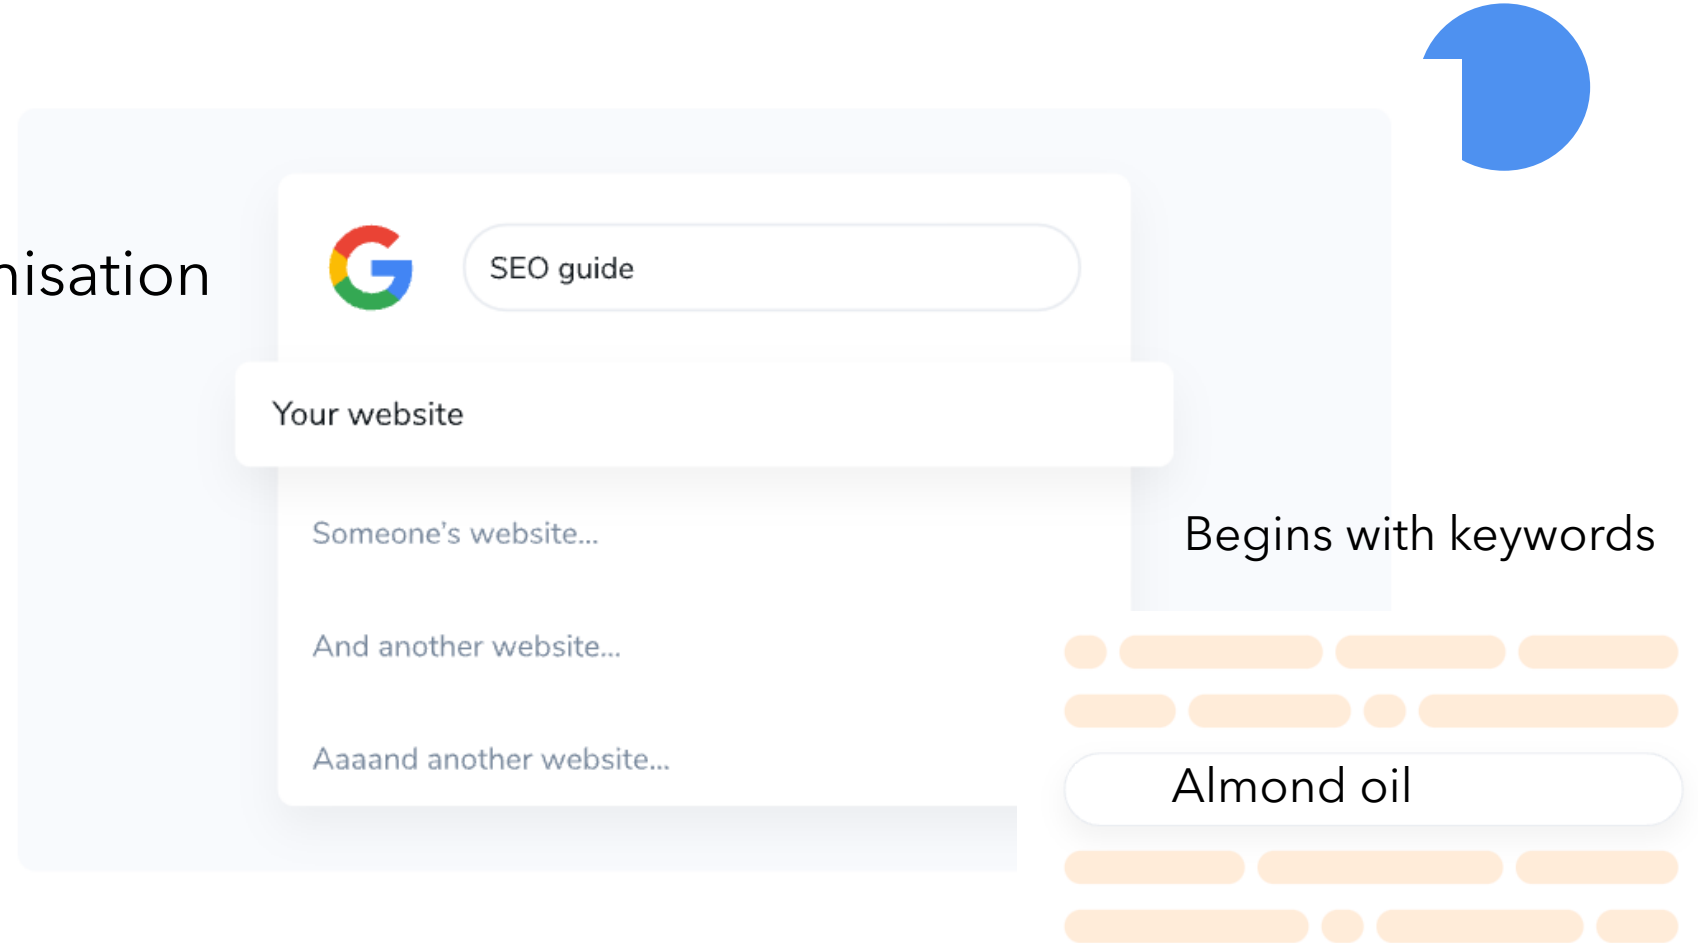 nisation
SEO guide
Your website
Someone's website...
And another website...
Aaaand another website...
Begins with keywords
Almond oil